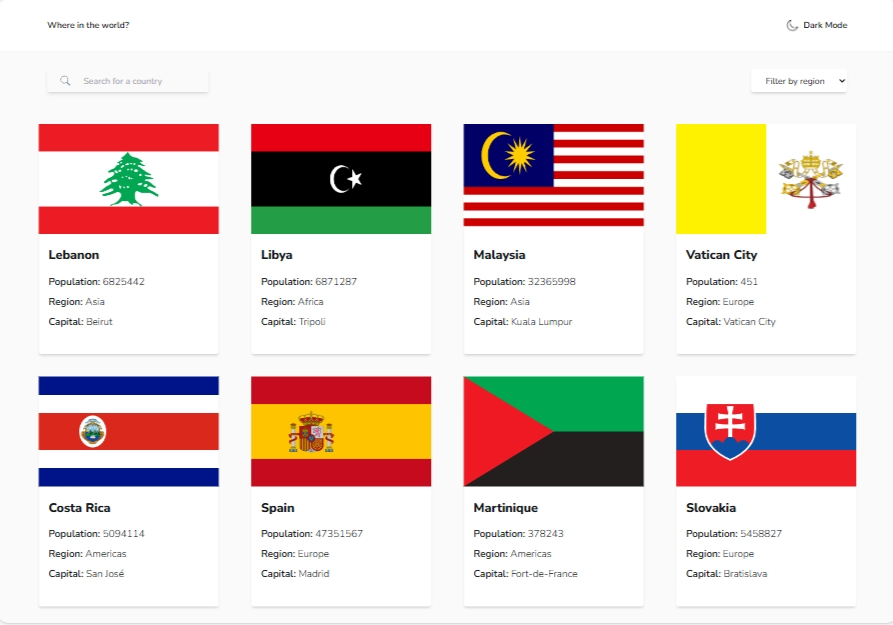 Where in the world?
Dark Mode
Search for a country
Filter by region
Lebanon
Population: 6825442
Region: Asia
Capital: Beirut
Libya
Population: 6871287
Region: Africa
Capital: Tripoli
Malaysia
Population: 32365998
Region: Asia
Capital: Kuala Lumpur
Vatican City
Population: 451
Region: Europe
Capital: Vatican City
Costa Rica
Population: 5094114
Region: Americas
Capital: San José
Spain
Population: 47351567
Region: Europe
Capital: Madrid
Martinique
Population: 378243
Region: Americas
Capital: Fort-de-France
Slovakia
Population: 5458827
Region: Europe
Capital: Bratislava